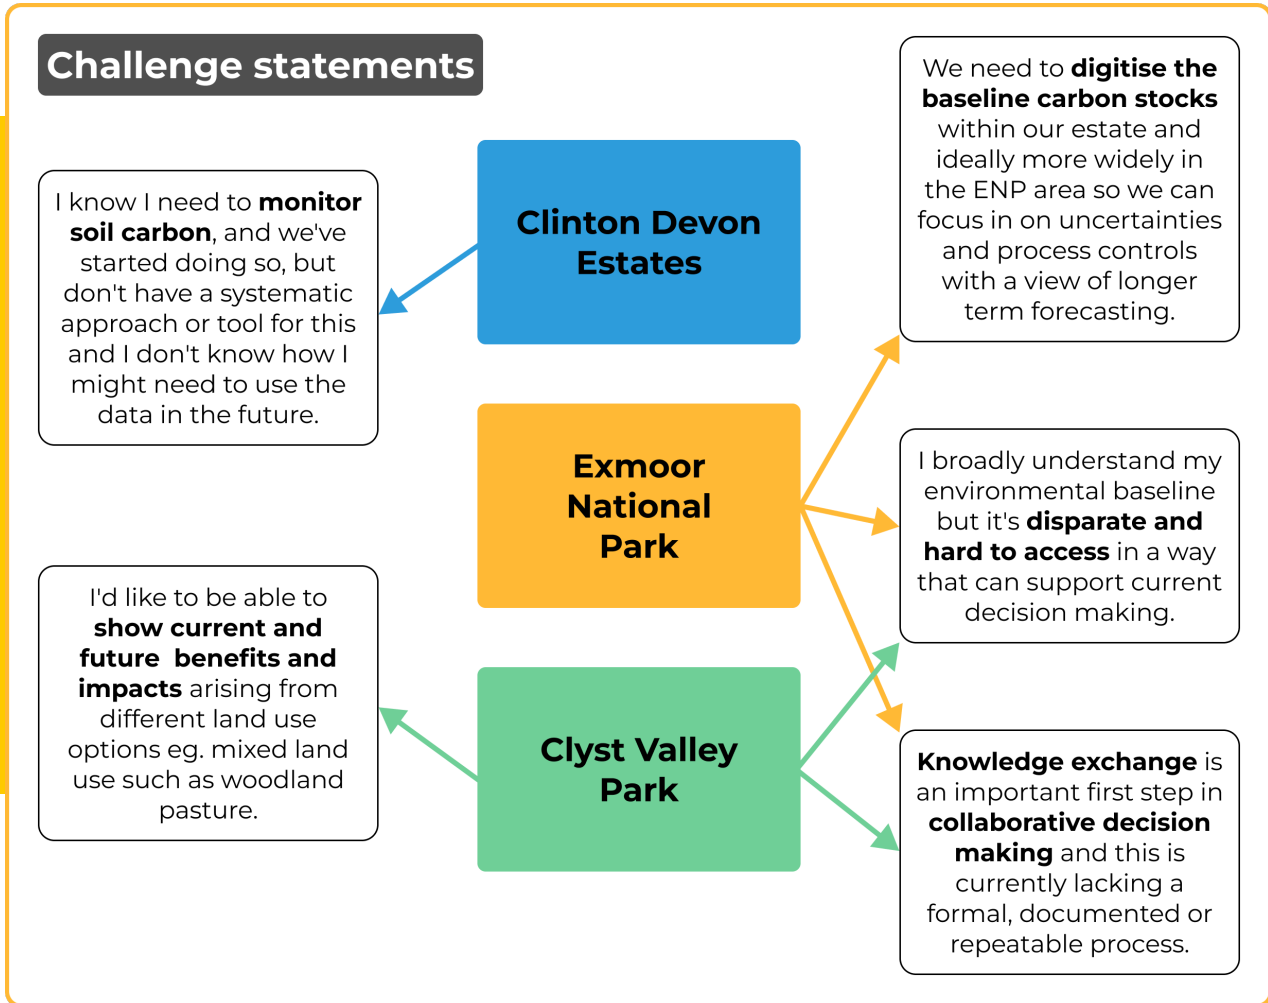 Challenge statements
I know I need to monitor
soil carbon, and we've
started doing so, but
don't have a systematic
approach or tool for this
and I don't know how I
might need to use the
data in the future.
I'd like to be able to
show current and
future  benefits and
impacts arising from
different land use
options eg. mixed land
use such as woodland
pasture.
Clinton Devon
Estates
Exmoor
National
Park
Clyst Valley
Park
We need to digitise the
baseline carbon stocks
within our estate and
ideally more widely in
the ENP area so we can
focus in on uncertainties
and process controls
with a view of longer
term forecasting.
I broadly understand my
environmental baseline
but it's disparate and
hard to access in a way
that can support current
decision making.
Knowledge exchange is
an important first step in
collaborative decision
making and this is
currently lacking a
formal, documented or
repeatable process.